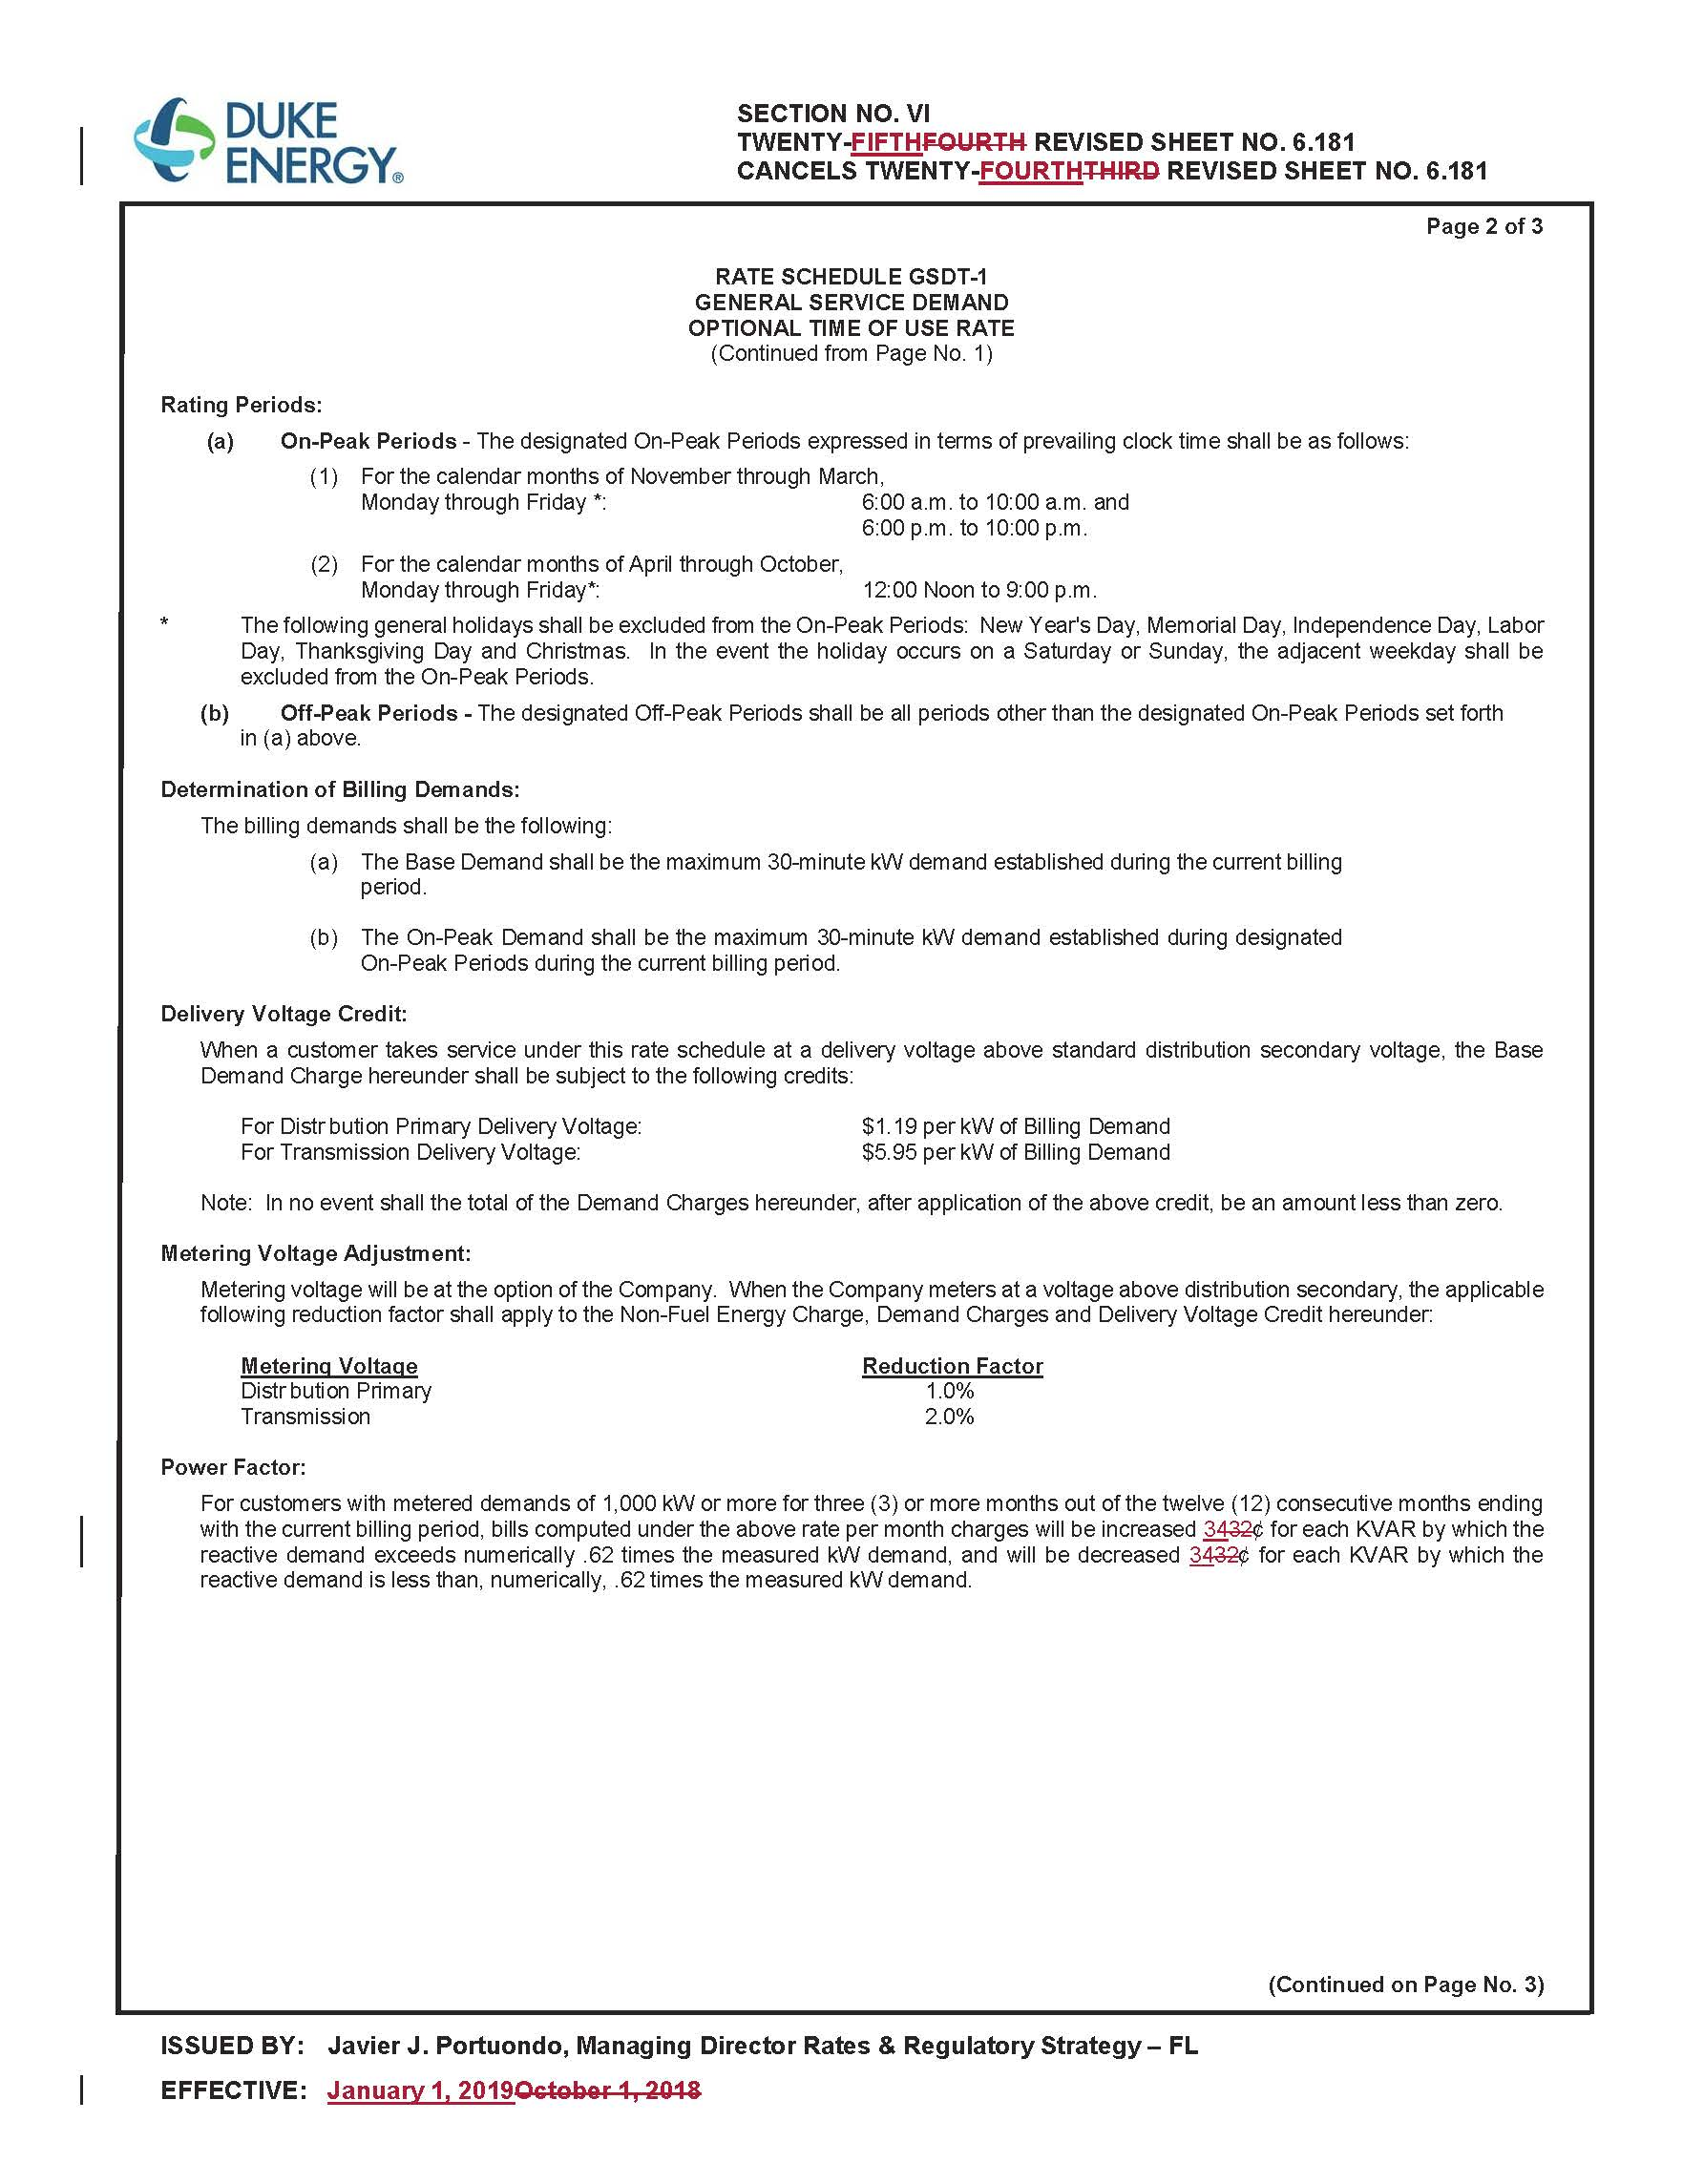 DUKE
ENERGY®
SECTION NO. VI
TWENTY-FIFTHFOURTH REVISED SHEET NO. 6.181
CANCELS TWENTY-FOURTHTHIRD REVISED SHEET NO. 6.181
Page 2 of 3
RATE SCHEDULE GSDT-1
GENERAL SERVICE DEMAND
OPTIONAL TIME OF USE RATE
(Continued from Page No. 1)
Rating Periods:
(a) On-Peak Periods - The designated On-Peak Periods expressed in terms of prevailing clock time shall be as follows:
(1) For the calendar months of November through March,
Monday through Friday *: 6:00 a.m. to 10:00 a.m. and
6:00 p.m. to 10:00 p.m.
(2) For the calendar months of April through October,
Monday through Friday*: 12:00 Noon to 9:00 p.m.
* The following general holidays shall be excluded from the On-Peak Periods: New Year's Day, Memorial Day, Independence Day, Labor
Day, Thanksgiving Day and Christmas. In the event the holiday occurs on a Saturday or Sunday, the adjacent weekday shall be
excluded from the On-Peak Periods.
(b) Off-Peak Periods - The designated Off-Peak Periods shall be all periods other than the designated On-Peak Periods set forth
in (a) above.
Determination of Billing Demands:
The billing demands shall be the following:
(a) The Base Demand shall be the maximum 30-minute kW demand established during the current billing
period.
(b) The On-Peak Demand shall be the maximum 30-minute kW demand established during designated
On-Peak Periods during the current billing period.
Delivery Voltage Credit:
When a customer takes service under this rate schedule at a delivery voltage above standard distribution secondary voltage, the Base
Demand Charge hereunder shall be subject to the following credits:
For Distr bution Primary Delivery Voltage: $1.19 per kW of Billing Demand
For Transmission Delivery Voltage: $5.95 per kW of Billing Demand
Note: In no event shall the total of the Demand Charges hereunder, after application of the above credit, be an amount less than zero.
Metering Voltage Adjustment:
Metering voltage will be at the option of the Company. When the Company meters at a voltage above distribution secondary, the applicable
following reduction factor shall apply to the Non-Fuel Energy Charge, Demand Charges and Delivery Voltage Credit hereunder:
Metering Voltage Reduction Factor
Distr bution Primary 1.0%
Transmission 2.0%
Power Factor:
For customers with metered demands of 1,000 kW or more for three (3) or more months out of the twelve (12) consecutive months ending
with the current billing period, bills computed under the above rate per month charges will be increased 3432¢ for each KVAR by which the
reactive demand exceeds numerically .62 times the measured kW demand, and will be decreased 3432¢ for each KVAR by which the
reactive demand is less than, numerically, .62 times the measured kW demand.
(Continued on Page No. 3)
ISSUED BY: Javier J. Portuondo, Managing Director Rates & Regulatory Strategy – FL
EFFECTIVE: January 1, 2019October 1, 2018